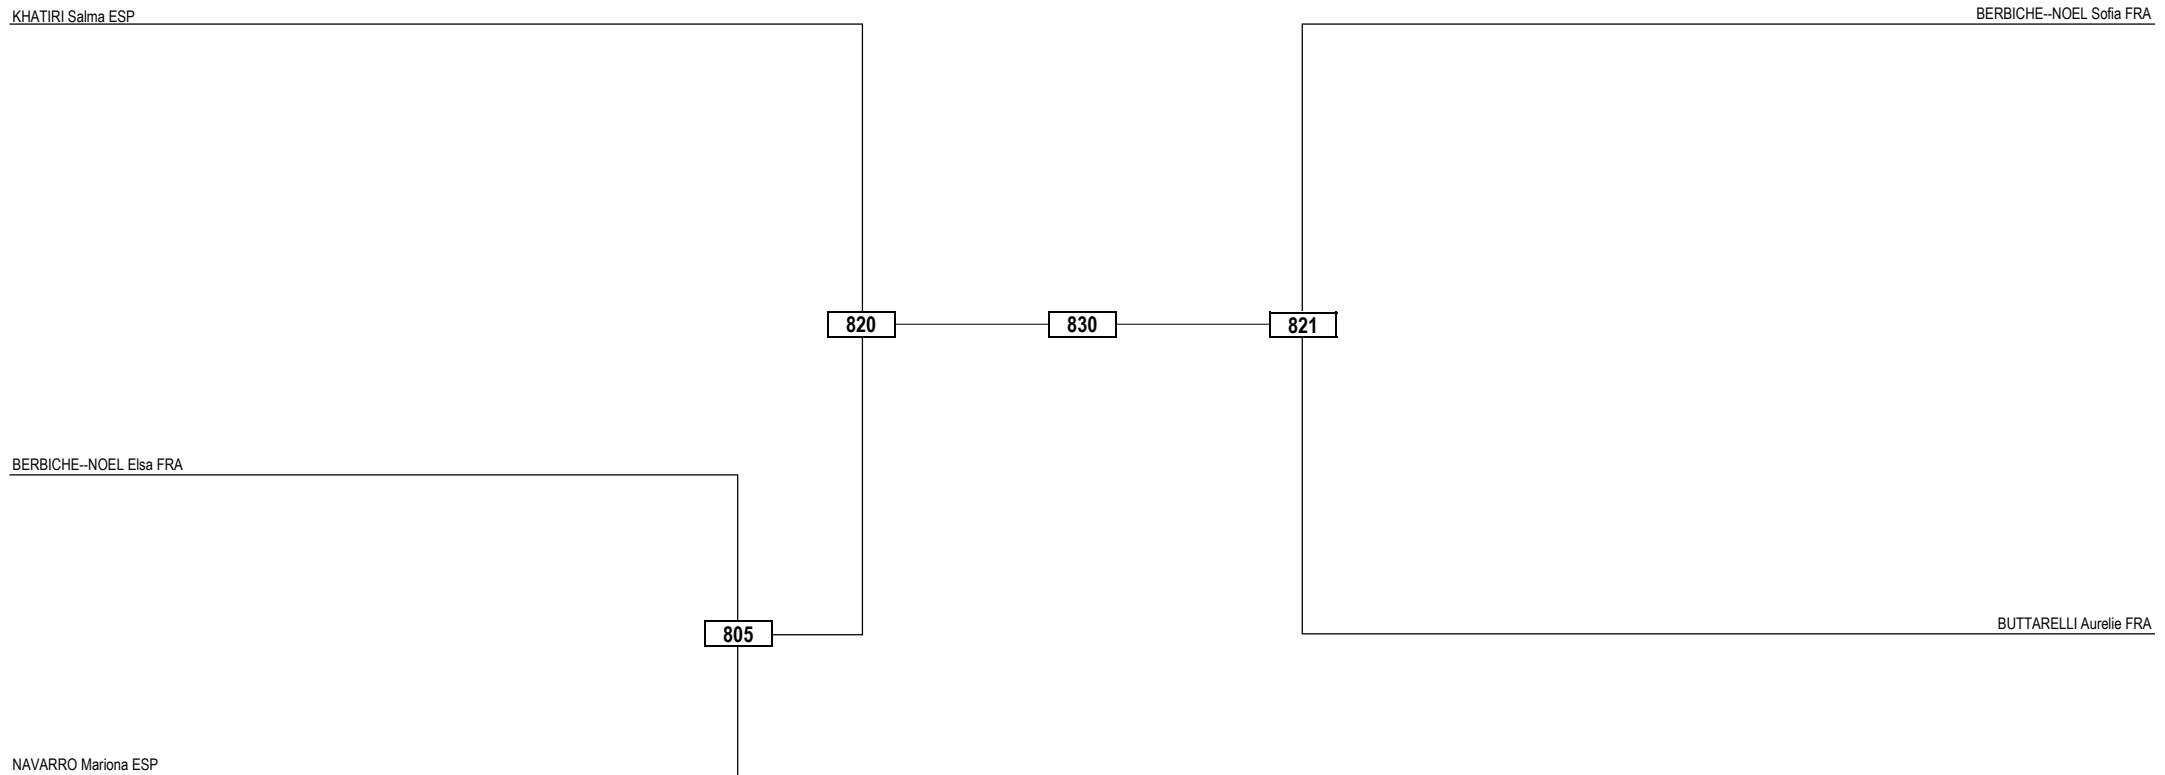 KHATIRI Salma ESP
BERBICHE--NOEL Sofia FRA
820
830
821
BERBICHE--NOEL Elsa FRA
805
BUTTARELLI Aurelie FRA
NAVARRO Mariona ESP